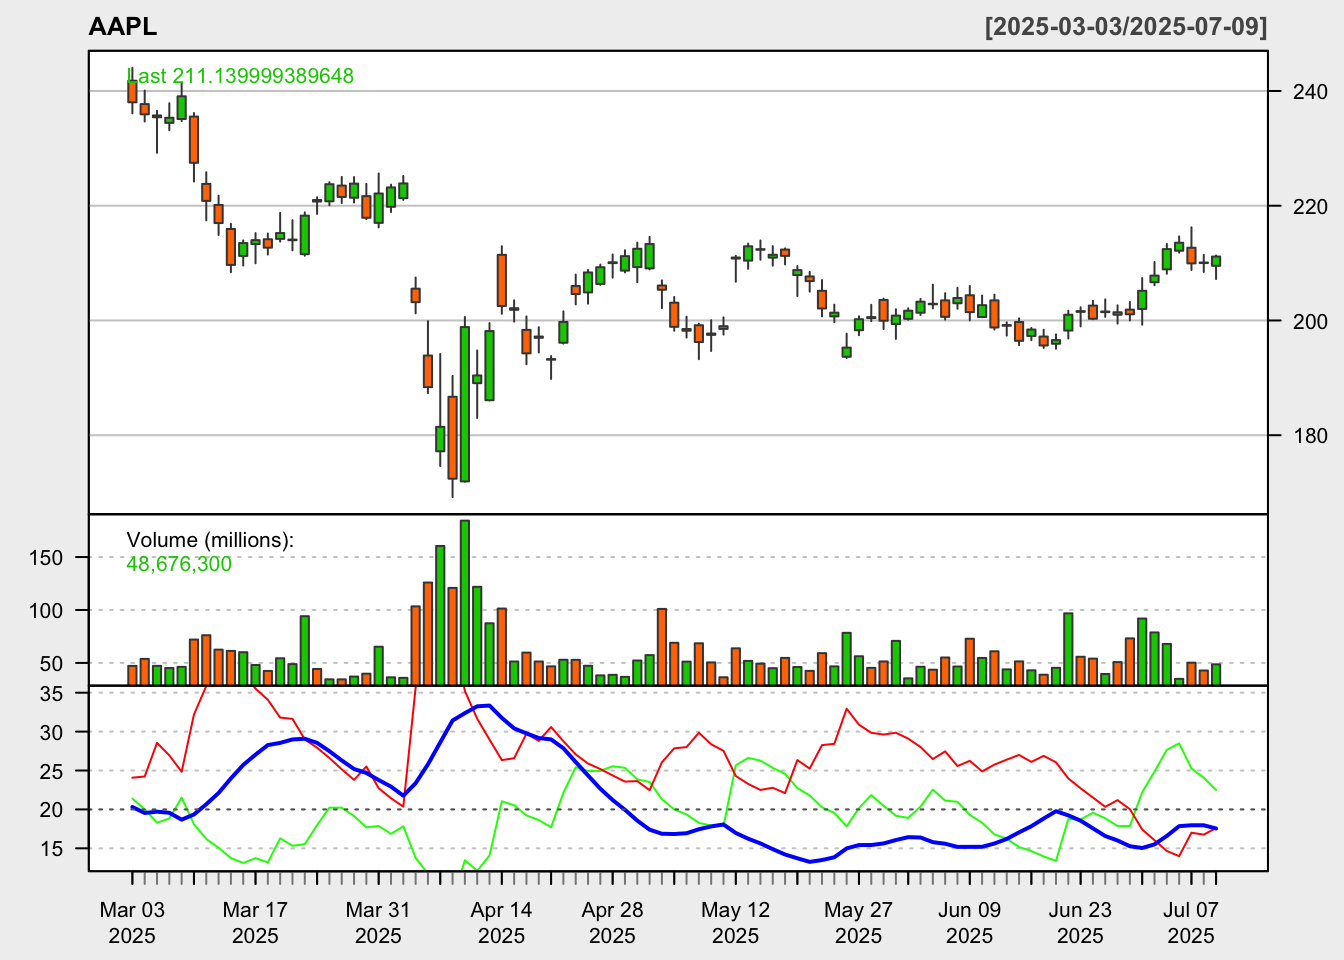 AAPL [2025-03-03/2025-07-09]
Last 211.139999389648
240
220
200
180
Volume (millions):
48,676,300
150
100
50
35
30
25
20
15
Mar 03 Mar 17 Mar 31 Apr 14 Apr 28 May 12 May 27 Jun 09 Jun 23 Jul 07
2025 2025 2025 2025 2025 2025 2025 2025 2025 2025